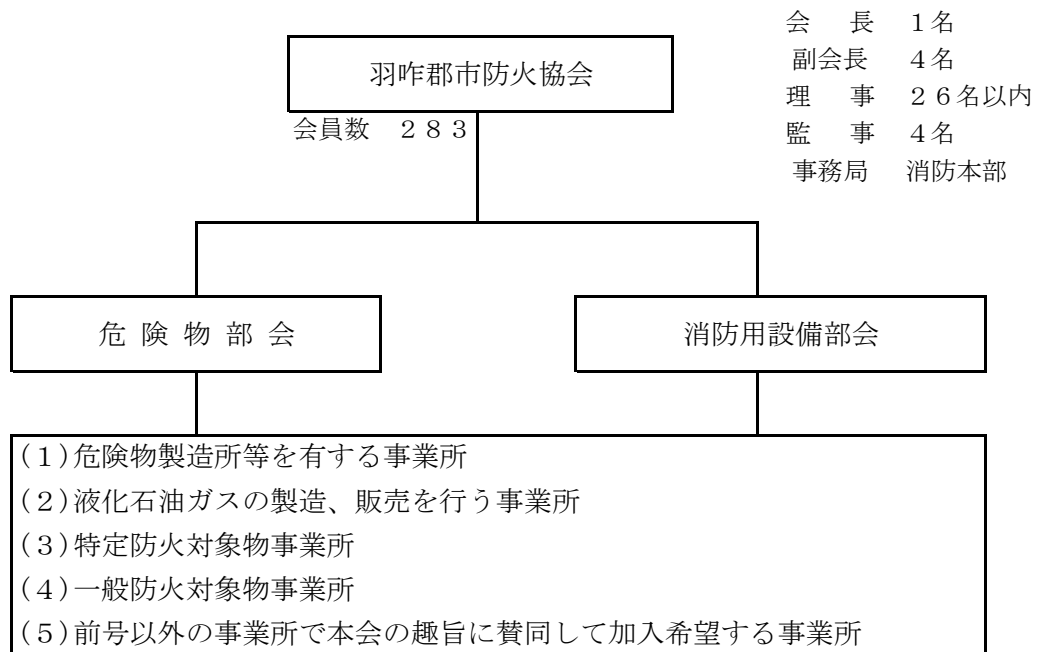 会　長　１名
副会長　４名
理　事　２６名以内
監　事　４名
事務局　消防本部
羽咋郡市防火協会
会員数　２８３
危 険 物 部 会
消防用設備部会
(１)危険物製造所等を有する事業所
(２)液化石油ガスの製造、販売を行う事業所
(３)特定防火対象物事業所
(４)一般防火対象物事業所
(５)前号以外の事業所で本会の趣旨に賛同して加入希望する事業所